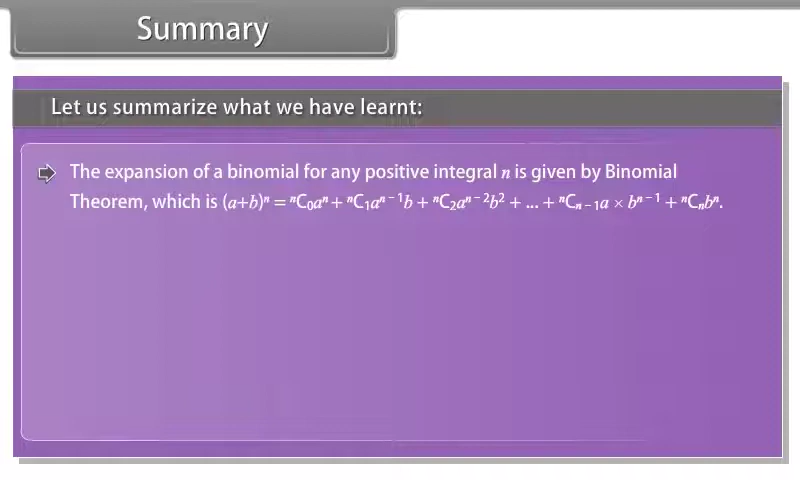 Summary
Let us summarize what we have learnt:
The expansion of a binomial for any positive integral n is given by Binomial
Theorem, which is (a+b)ⁿ = ⁿC₀aⁿ + ⁿC₁aⁿ⁻¹b + ⁿC₂aⁿ⁻²b² + ... + ⁿCₙ₋₁a × bⁿ⁻¹ + ⁿCₙbⁿ.